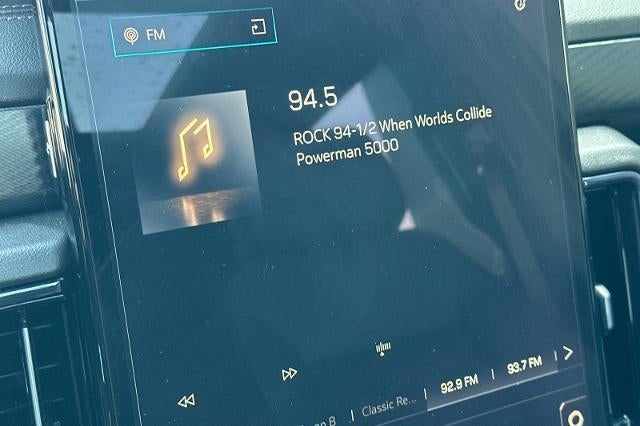 FM
94.5
ROCK 94-1/2 When Worlds Collide
Powerman 5000
B | Classic Re... | 92.9 FM | 93.7 FM |